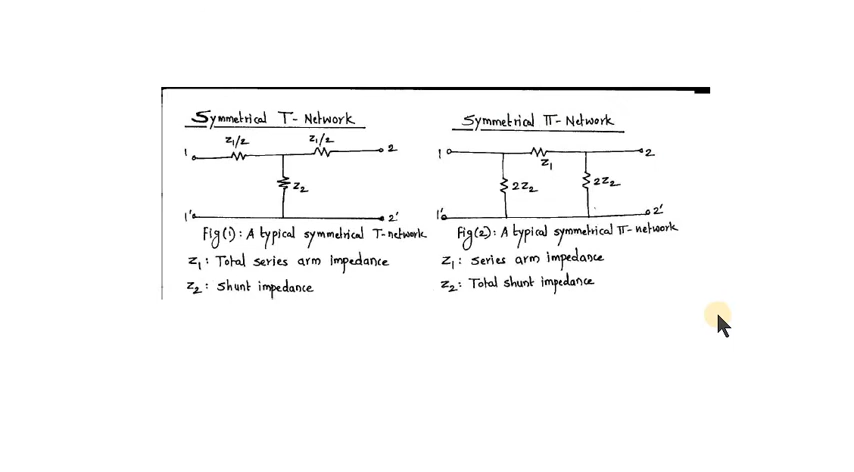 Symmetrical T- Network
Z₁/2
Z₁/2
1
2
Z₂
1'
2'
Fig(1): A typical symmetrical T-network
Z₁: Total series arm impedance
Z₂: Shunt impedance
Symmetrical Π- Network
1
2
Z₁
2Z₂
2Z₂
1'
2'
Fig(2): A typical symmetrical Π- network
Z₁: series arm impedance
Z₂: Total shunt impedance